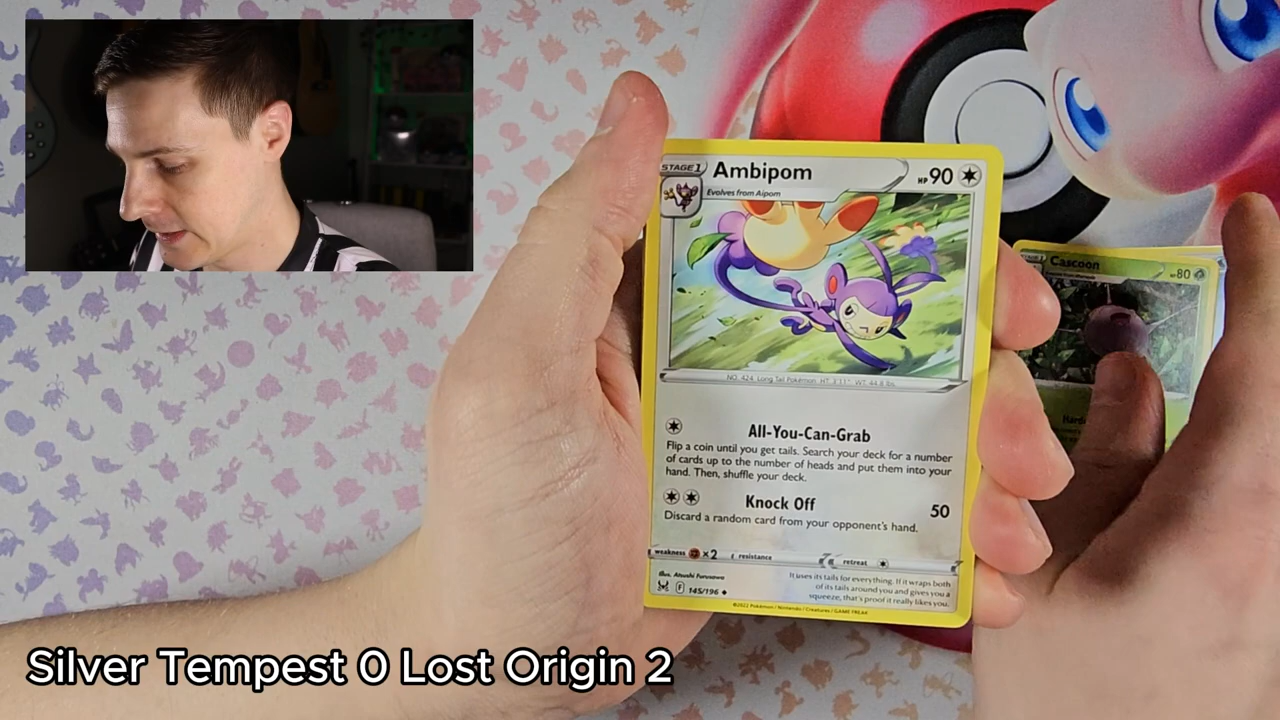 STAGE 1 Ambipom HP 90
Evolves from Aipom
NO. 424 Long Tail Pokémon HT: 3'11" WT: 44.8 lbs.
All-You-Can-Grab
Flip a coin until you get tails. Search your deck for a number
of cards up to the number of heads and put them into your
hand. Then, shuffle your deck.
Knock Off 50
Discard a random card from your opponent's hand.
weakness ×2 resistance retreat
Illus. Atsushi Furusawa
F 145/196
It uses its tails for everything. If it wraps both
of its tails around you and gives you a
squeeze, that's proof it really likes you.
©2022 Pokémon / Nintendo / Creatures / GAME FREAK
Cascoon HP 80
Silver Tempest 0 Lost Origin 2